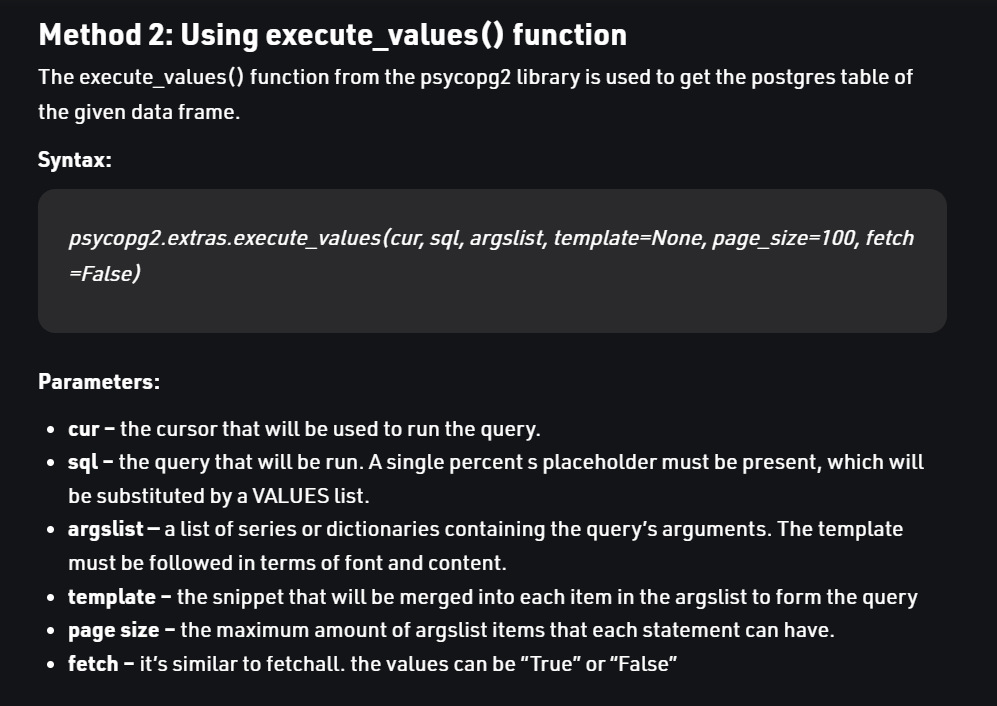 Method 2: Using execute_values() function
The execute_values() function from the psycopg2 library is used to get the postgres table of
the given data frame.
Syntax:
psycopg2.extras.execute_values(cur, sql, argslist, template=None, page_size=100, fetch
=False)
Parameters:
• cur – the cursor that will be used to run the query.
• sql – the query that will be run. A single percent s placeholder must be present, which will
be substituted by a VALUES list.
• argslist — a list of series or dictionaries containing the query’s arguments. The template
must be followed in terms of font and content.
• template – the snippet that will be merged into each item in the argslist to form the query
• page size – the maximum amount of argslist items that each statement can have.
• fetch – it’s similar to fetchall. the values can be “True” or “False”